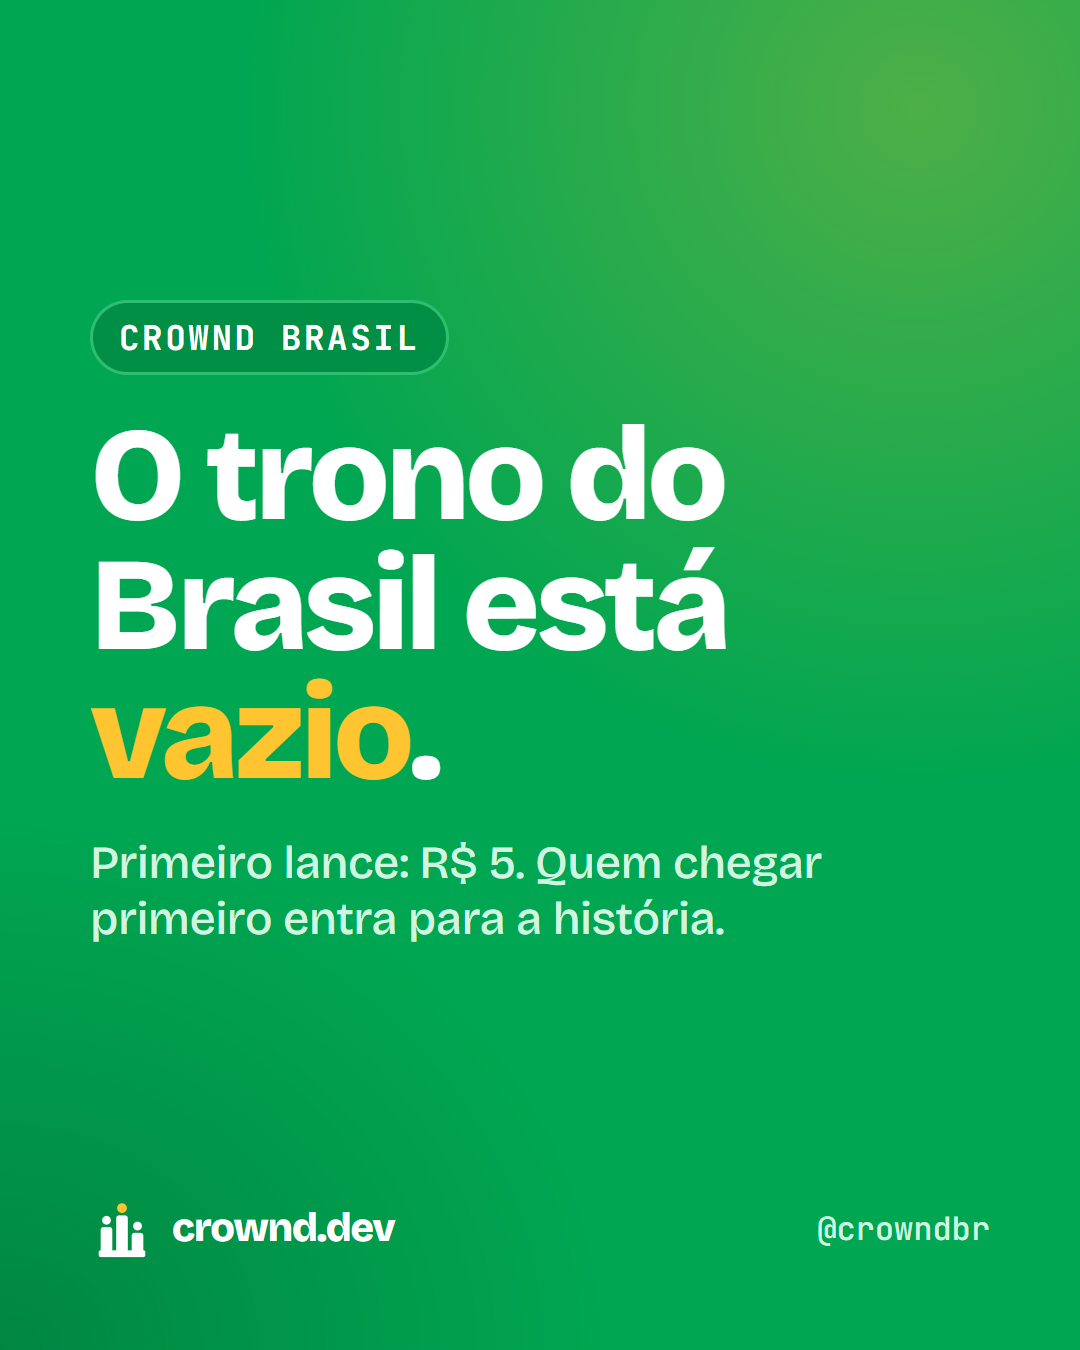 CROWND BRASIL
O trono do
Brasil está
vazio.
Primeiro lance: R$ 5. Quem chegar
primeiro entra para a história.
crownd.dev
@crowndbr